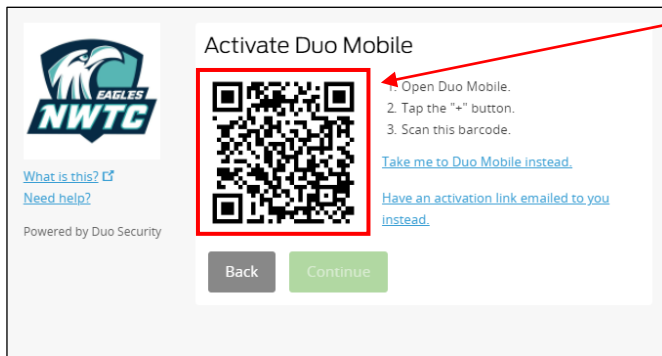 EAGLES
NWTC
What is this?
Need help?
Powered by Duo Security
Activate Duo Mobile
1. Open Duo Mobile.
2. Tap the "+" button.
3. Scan this barcode.
Take me to Duo Mobile instead.
Have an activation link emailed to you
instead.
Back
Continue